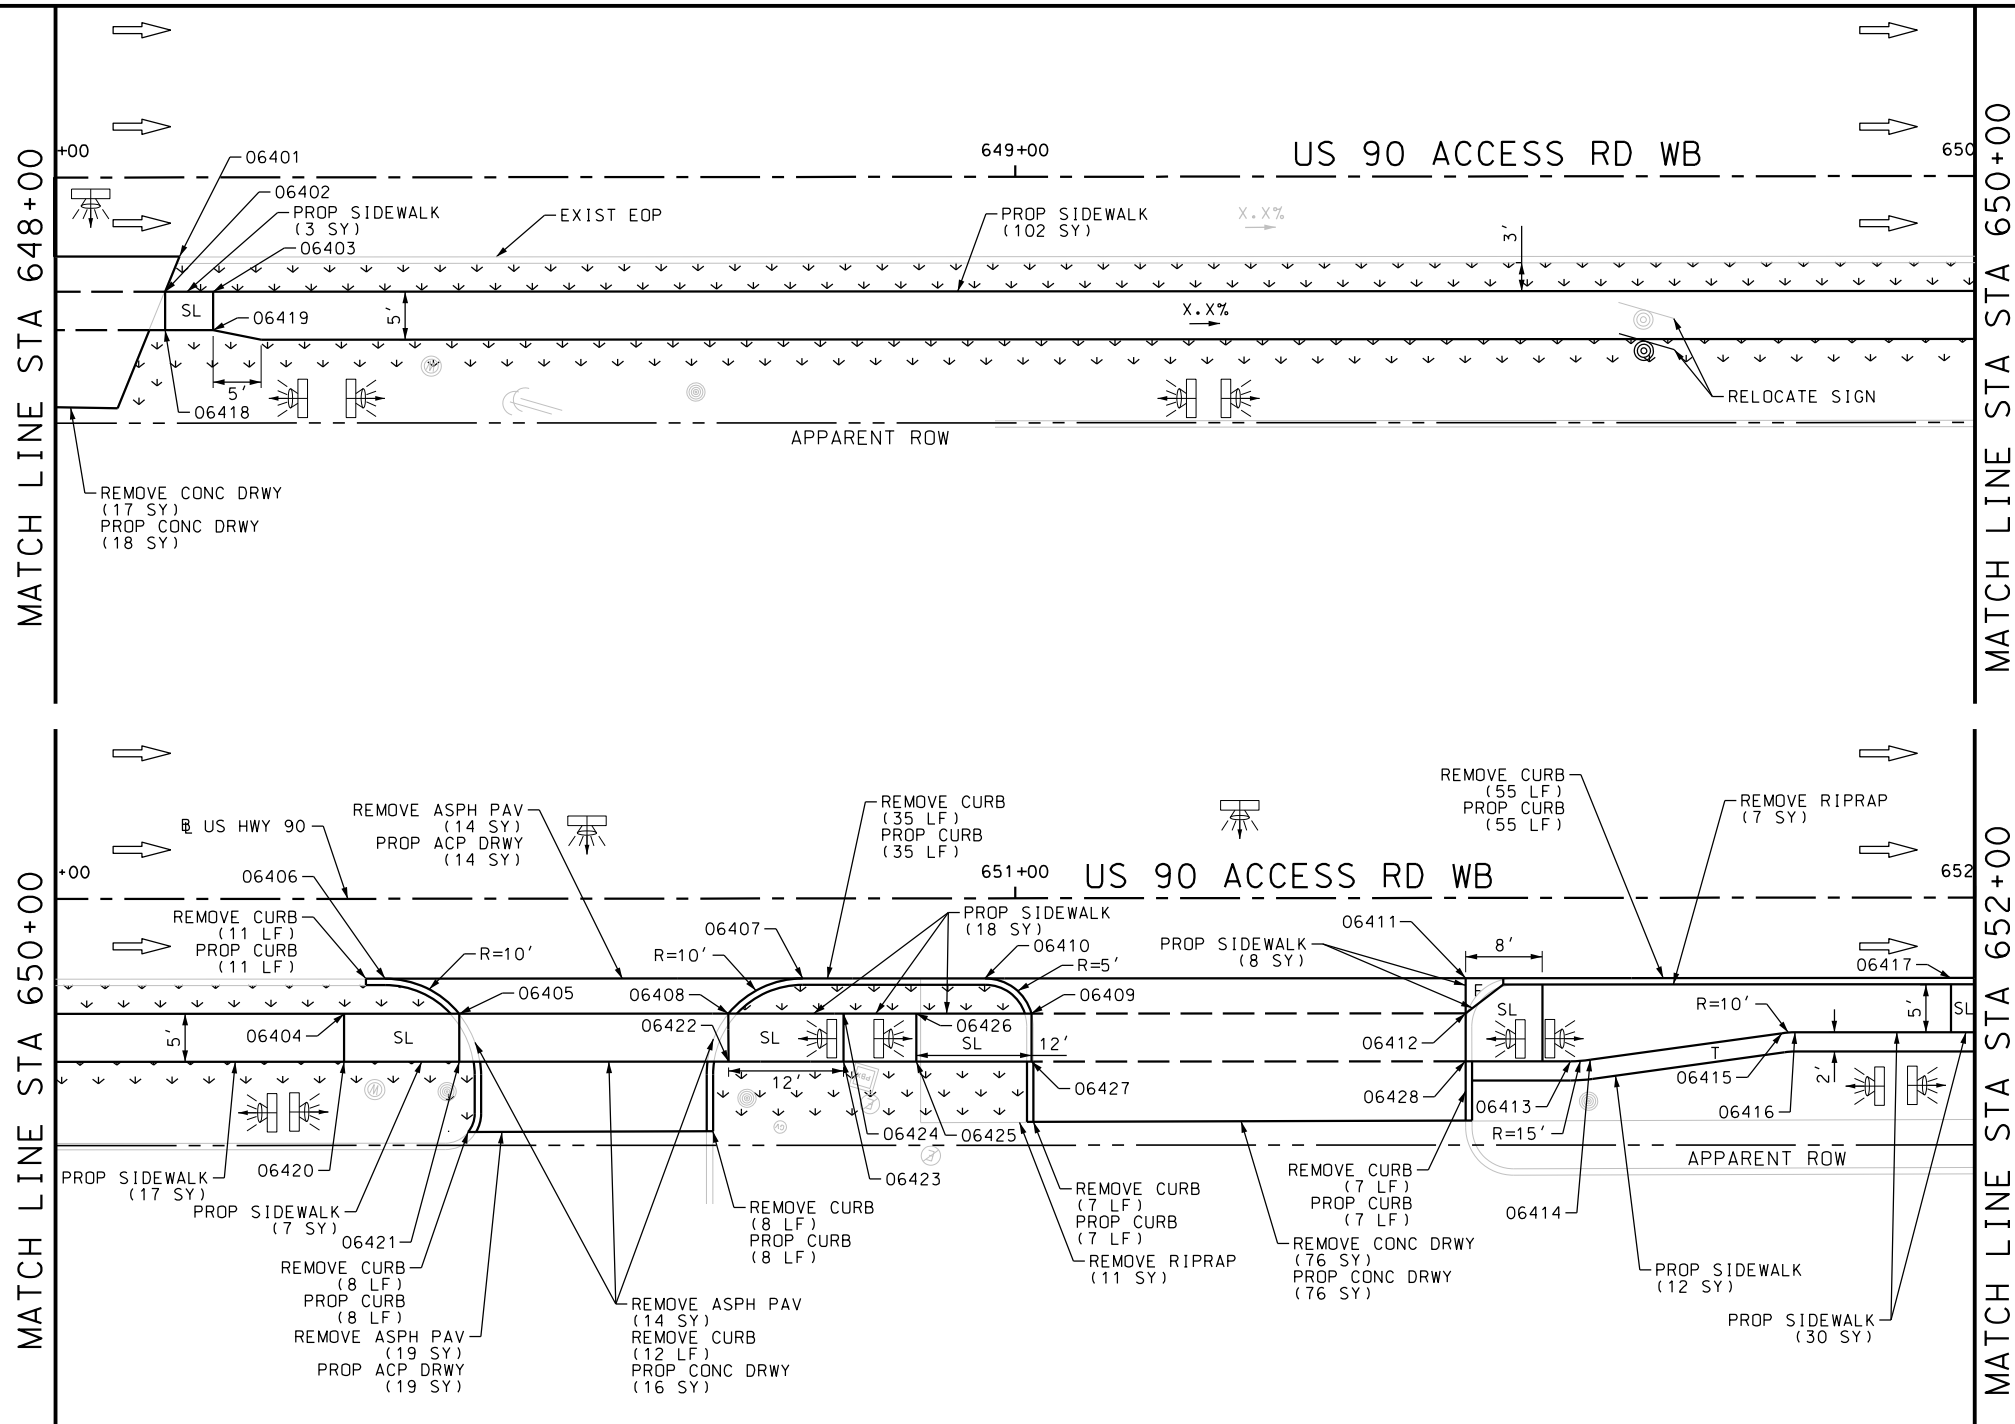 MATCH LINE STA 648+00
MATCH LINE STA 650+00
+00
649+00
US 90 ACCESS RD WB
650
06401
06402
PROP SIDEWALK
(3 SY)
06403
EXIST EOP
PROP SIDEWALK
(102 SY)
X.X%
3'
SL
06419
5'
X.X%
5'
06418
RELOCATE SIGN
APPARENT ROW
REMOVE CONC DRWY
(17 SY)
PROP CONC DRWY
(18 SY)
MATCH LINE STA 650+00
MATCH LINE STA 652+00
REMOVE CURB
(55 LF)
PROP CURB
(55 LF)
REMOVE RIPRAP
(7 SY)
REMOVE ASPH PAV
(14 SY)
PROP ACP DRWY
(14 SY)
REMOVE CURB
(35 LF)
PROP CURB
(35 LF)
US HWY 90
+00
651+00
US 90 ACCESS RD WB
652
06406
REMOVE CURB
(11 LF)
PROP CURB
(11 LF)
R=10'
06407
R=10'
PROP SIDEWALK
(18 SY)
06410
R=5'
06411
PROP SIDEWALK
(8 SY)
8'
06417
06405
06408
06409
F
SL
R=10'
5'
SL
5'
06404
SL
06422
SL
06426
SL
12'
06412
T
12'
06427
06428
06413
06415
2'
06416
R=15'
06424
06425
06420
06423
PROP SIDEWALK
(17 SY)
PROP SIDEWALK
(7 SY)
06421
REMOVE CURB
(8 LF)
PROP CURB
(8 LF)
REMOVE ASPH PAV
(19 SY)
PROP ACP DRWY
(19 SY)
REMOVE CURB
(8 LF)
PROP CURB
(8 LF)
REMOVE ASPH PAV
(14 SY)
REMOVE CURB
(12 LF)
PROP CONC DRWY
(16 SY)
REMOVE CURB
(7 LF)
PROP CURB
(7 LF)
REMOVE RIPRAP
(11 SY)
REMOVE CURB
(7 LF)
PROP CURB
(7 LF)
REMOVE CONC DRWY
(76 SY)
PROP CONC DRWY
(76 SY)
APPARENT ROW
06414
PROP SIDEWALK
(12 SY)
PROP SIDEWALK
(30 SY)